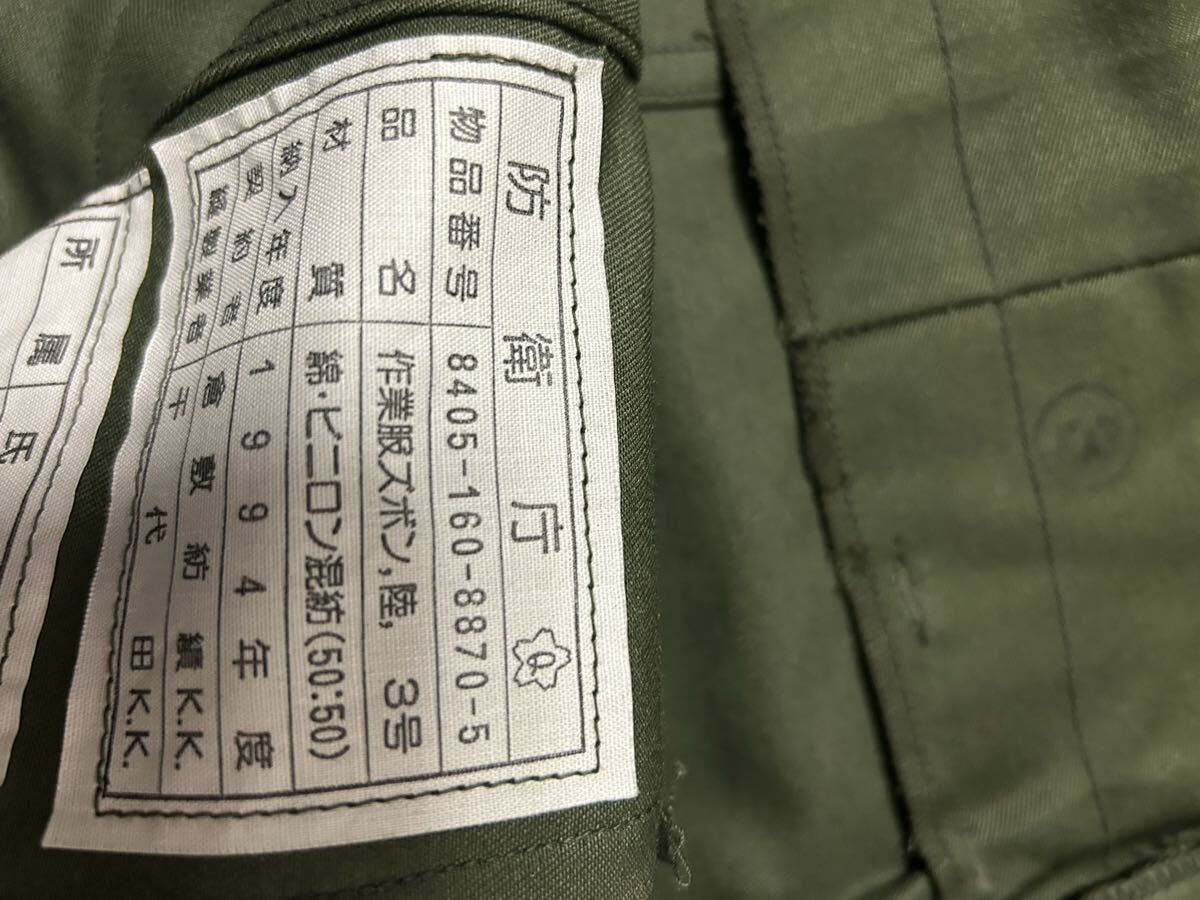 防衛庁 Q
物品番号 8405-160-8870-5
品名 作業服ズボン,陸, 3号
材質 綿・ビニロン混紡(50:50)
納入年度 1994年度
契約者 倉敷紡績K.K.
縫製業者 千代田K.K.
所属
氏